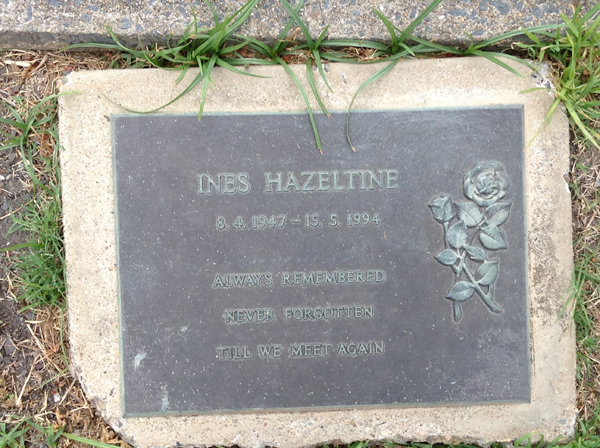 INES HAZELTINE
8. 4. 1947 - 15. 5. 1994
ALWAYS REMEMBERED
NEVER FORGOTTEN
TILL WE MEET AGAIN